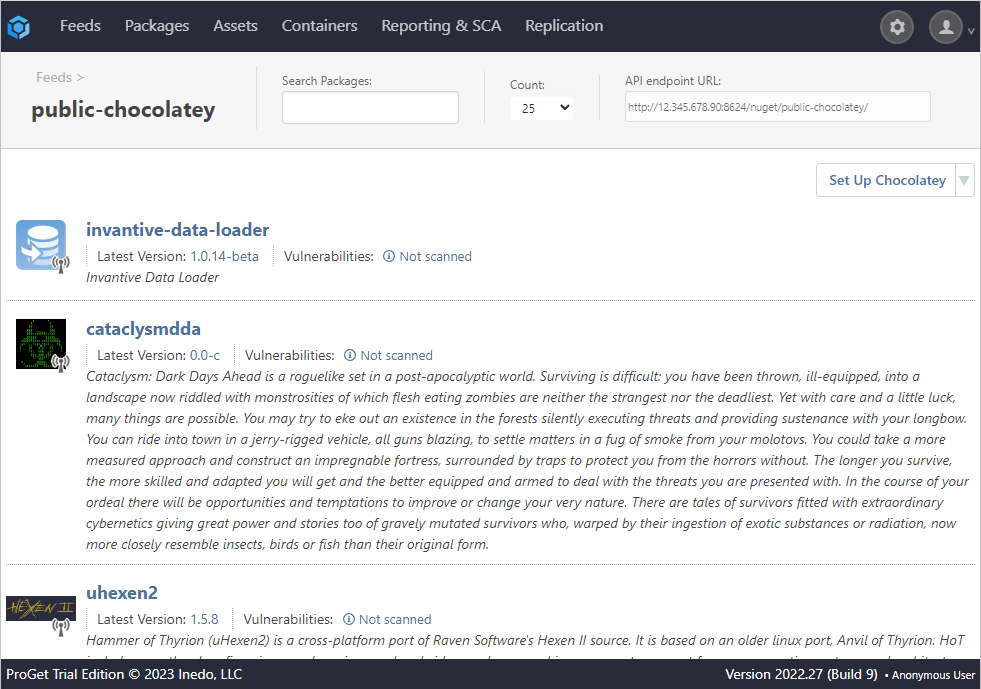 Feeds Packages Assets Containers Reporting & SCA Replication
Feeds >
public-chocolatey
Search Packages:
Count:
25
API endpoint URL:
http://12.345.678.90:8624/nuget/public-chocolatey/
Set Up Chocolatey
invantive-data-loader
Latest Version: 1.0.14-beta Vulnerabilities: Not scanned
Invantive Data Loader
cataclysmdda
Latest Version: 0.0-c Vulnerabilities: Not scanned
Cataclysm: Dark Days Ahead is a roguelike set in a post-apocalyptic world. Surviving is difficult: you have been thrown, ill-equipped, into a
landscape now riddled with monstrosities of which flesh eating zombies are neither the strangest nor the deadliest. Yet with care and a little luck,
many things are possible. You may try to eke out an existence in the forests silently executing threats and providing sustenance with your longbow.
You can ride into town in a jerry-rigged vehicle, all guns blazing, to settle matters in a fug of smoke from your molotovs. You could take a more
measured approach and construct an impregnable fortress, surrounded by traps to protect you from the horrors without. The longer you survive,
the more skilled and adapted you will get and the better equipped and armed to deal with the threats you are presented with. In the course of your
ordeal there will be opportunities and temptations to improve or change your very nature. There are tales of survivors fitted with extraordinary
cybernetics giving great power and stories too of gravely mutated survivors who, warped by their ingestion of exotic substances or radiation, now
more closely resemble insects, birds or fish than their original form.
HEXEN II
uhexen2
Latest Version: 1.5.8 Vulnerabilities: Not scanned
Hammer of Thyrion (uHexen2) is a cross-platform port of Raven Software's Hexen II source. It is based on an older linux port, Anvil of Thyrion. HoT
ProGet Trial Edition © 2023 Inedo, LLC
Version 2022.27 (Build 9) • Anonymous User